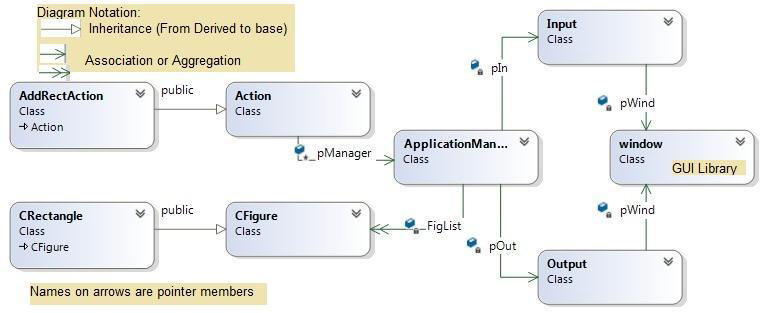 Diagram Notation:
Inheritance (From Derived to base)
Association or Aggregation
AddRectAction
Class
Action
public
Action
Class
pManager
ApplicationMan...
Class
pIn
Input
Class
pWind
window
Class
GUI Library
pWind
Output
Class
pOut
FigList
CFigure
Class
public
CRectangle
Class
CFigure
Names on arrows are pointer members